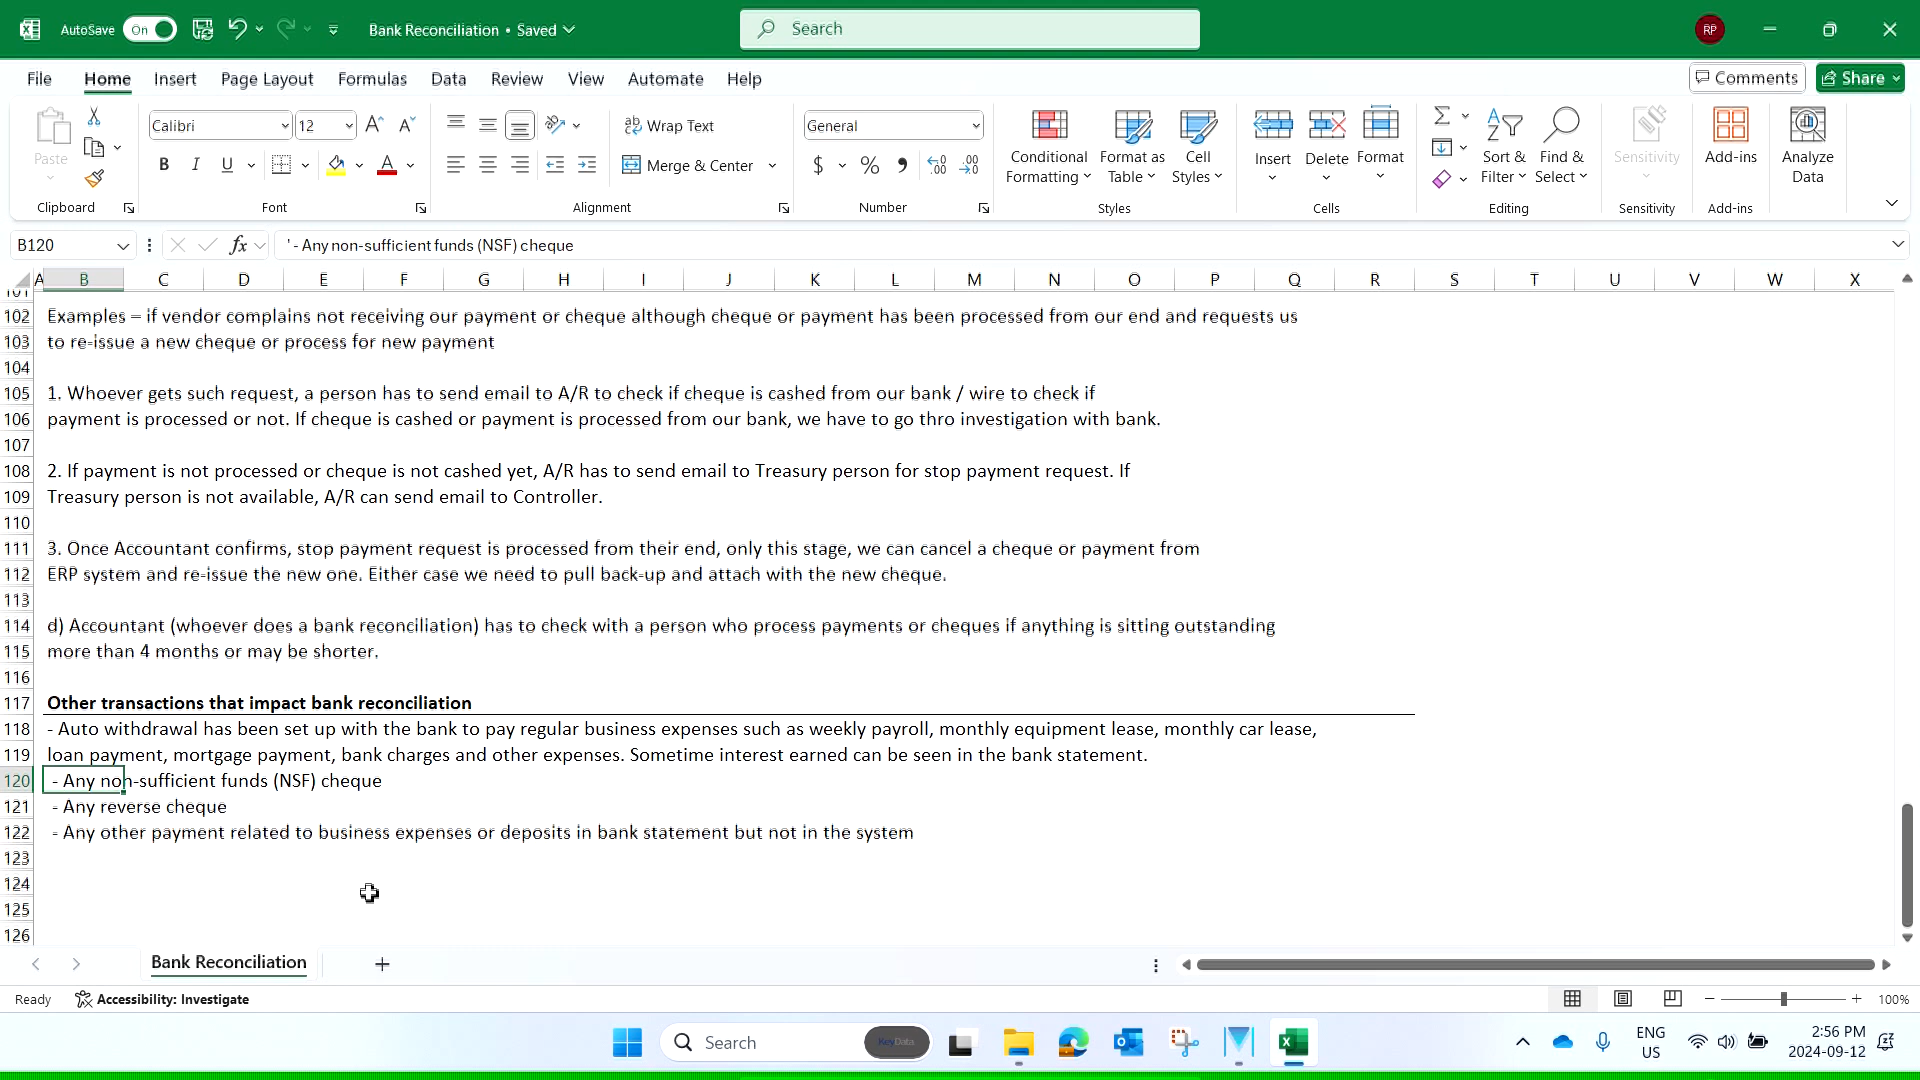 AutoSave On Bank Reconciliation • Saved Search RP
File Home Insert Page Layout Formulas Data Review View Automate Help Comments Share
Paste Calibri 12 Wrap Text General Conditional Formatting Format as Table Cell Styles Insert Delete Format Sort & Filter Find & Select Sensitivity Add-ins Analyze Data
B I U Merge & Center $ %
Clipboard Font Alignment Number Styles Cells Editing Sensitivity Add-ins
B120 fx ' - Any non-sufficient funds (NSF) cheque
A B C D E F G H I J K L M N O P Q R S T U V W X
101
102 Examples – if vendor complains not receiving our payment or cheque although cheque or payment has been processed from our end and requests us
103 to re-issue a new cheque or process for new payment
104
105 1. Whoever gets such request, a person has to send email to A/R to check if cheque is cashed from our bank / wire to check if
106 payment is processed or not. If cheque is cashed or payment is processed from our bank, we have to go thro investigation with bank.
107
108 2. If payment is not processed or cheque is not cashed yet, A/R has to send email to Treasury person for stop payment request. If
109 Treasury person is not available, A/R can send email to Controller.
110
111 3. Once Accountant confirms, stop payment request is processed from their end, only this stage, we can cancel a cheque or payment from
112 ERP system and re-issue the new one. Either case we need to pull back-up and attach with the new cheque.
113
114 d) Accountant (whoever does a bank reconciliation) has to check with a person who process payments or cheques if anything is sitting outstanding
115 more than 4 months or may be shorter.
116
117 Other transactions that impact bank reconciliation
118 - Auto withdrawal has been set up with the bank to pay regular business expenses such as weekly payroll, monthly equipment lease, monthly car lease,
119 loan payment, mortgage payment, bank charges and other expenses. Sometime interest earned can be seen in the bank statement.
120 - Any non-sufficient funds (NSF) cheque
121 - Any reverse cheque
122 - Any other payment related to business expenses or deposits in bank statement but not in the system
123
124
125
126
Bank Reconciliation
Ready Accessibility: Investigate 100%
Search KeyData ENG US 2:56 PM 2024-09-12